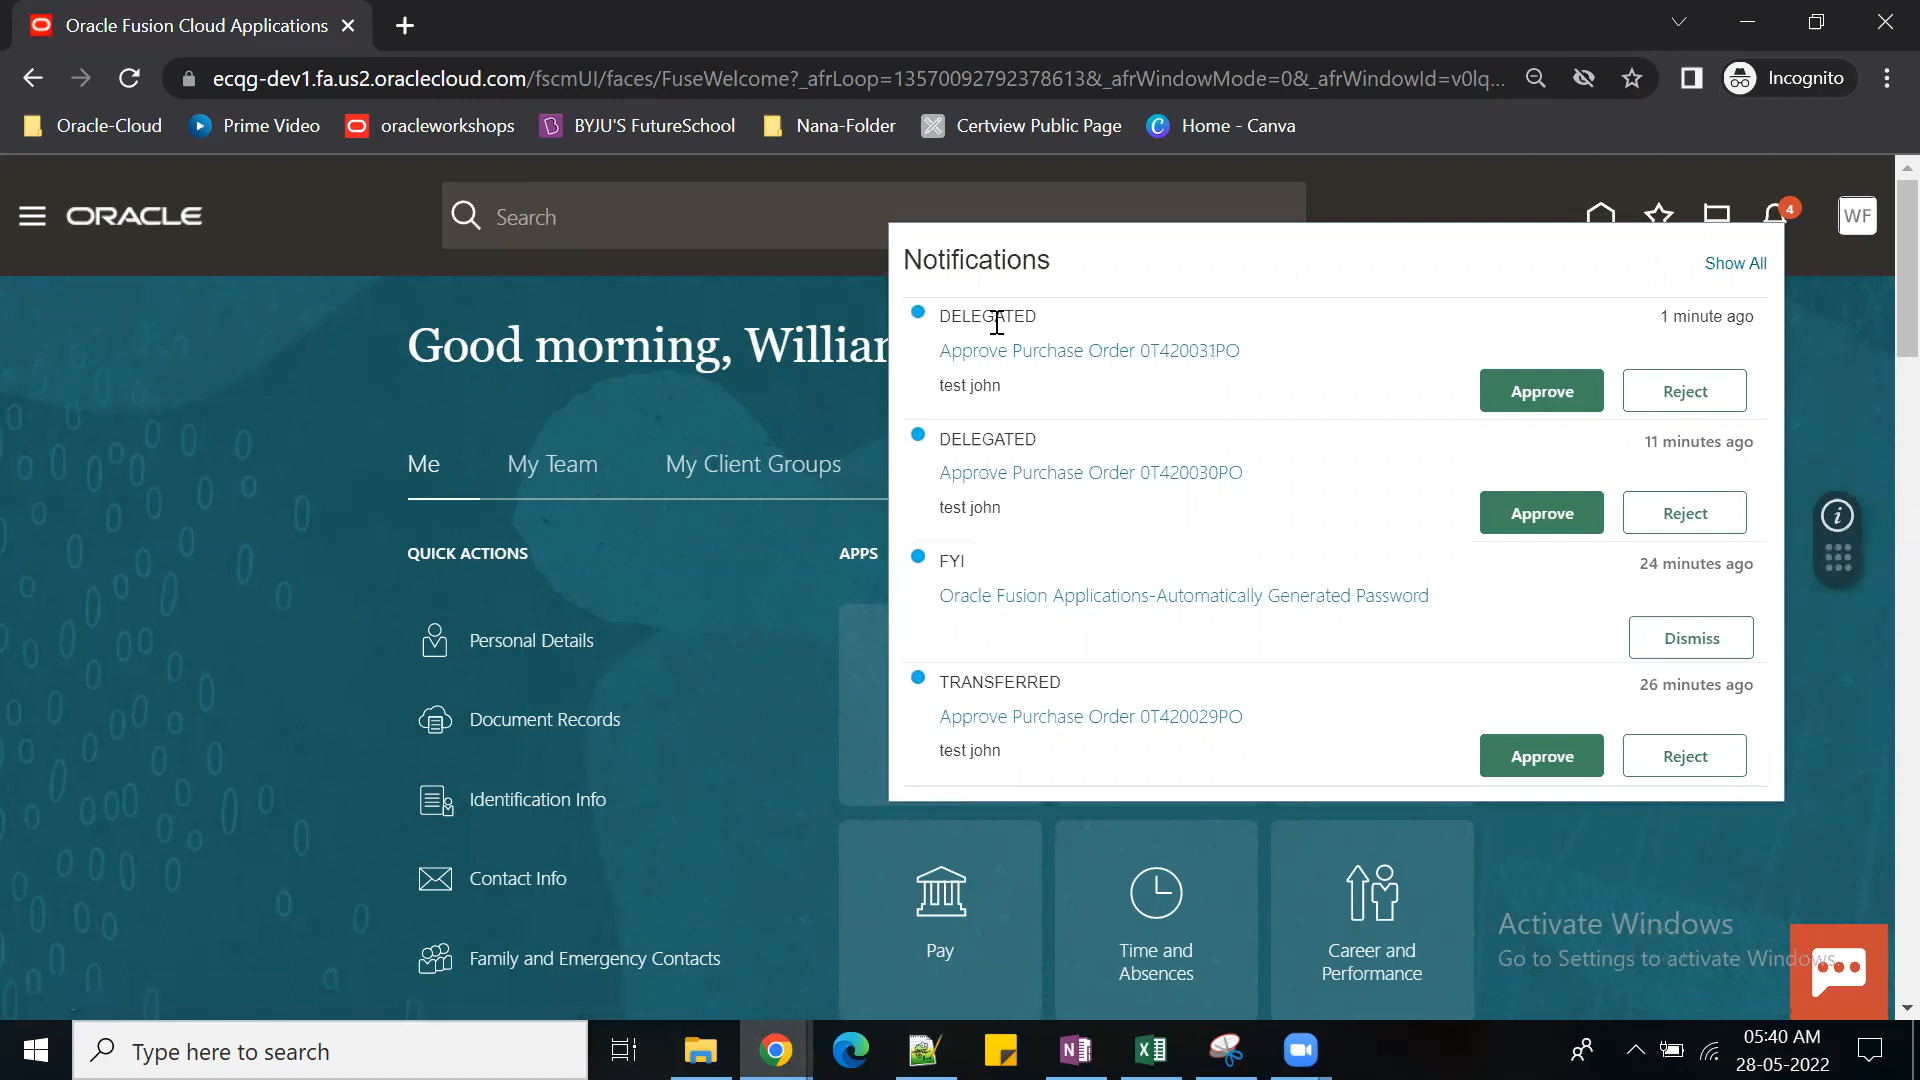 Oracle Fusion Cloud Applications
ecqg-dev1.fa.us2.oraclecloud.com/fscmUI/faces/FuseWelcome?_afrLoop=13570092792378613&_afrWindowMode=0&_afrWindowId=v0lq...
Incognito
Oracle-Cloud
Prime Video
oracleworkshops
BYJU'S FutureSchool
Nana-Folder
Certview Public Page
Home - Canva
ORACLE
Search
4
WF
Good morning, Willian
Me
My Team
My Client Groups
QUICK ACTIONS
APPS
Personal Details
Document Records
Identification Info
Contact Info
Family and Emergency Contacts
Notifications
Show All
DELEGATED
1 minute ago
Approve Purchase Order 0T420031PO
test john
Approve
Reject
DELEGATED
11 minutes ago
Approve Purchase Order 0T420030PO
test john
Approve
Reject
FYI
24 minutes ago
Oracle Fusion Applications-Automatically Generated Password
Dismiss
TRANSFERRED
26 minutes ago
Approve Purchase Order 0T420029PO
test john
Approve
Reject
Pay
Time and
Absences
Career and
Performance
Activate Windows
Go to Settings to activate Windows.
Type here to search
05:40 AM
28-05-2022